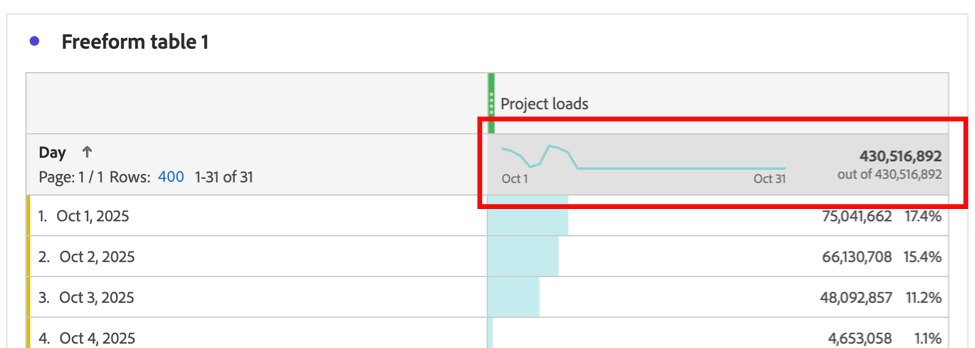 Freeform table 1
Project loads
Day ↑
Page: 1 / 1 Rows: 400 1-31 of 31
Oct 1 Oct 31
430,516,892
out of 430,516,892
1. Oct 1, 2025 75,041,662 17.4%
2. Oct 2, 2025 66,130,708 15.4%
3. Oct 3, 2025 48,092,857 11.2%
4. Oct 4, 2025 4,653,058 1.1%